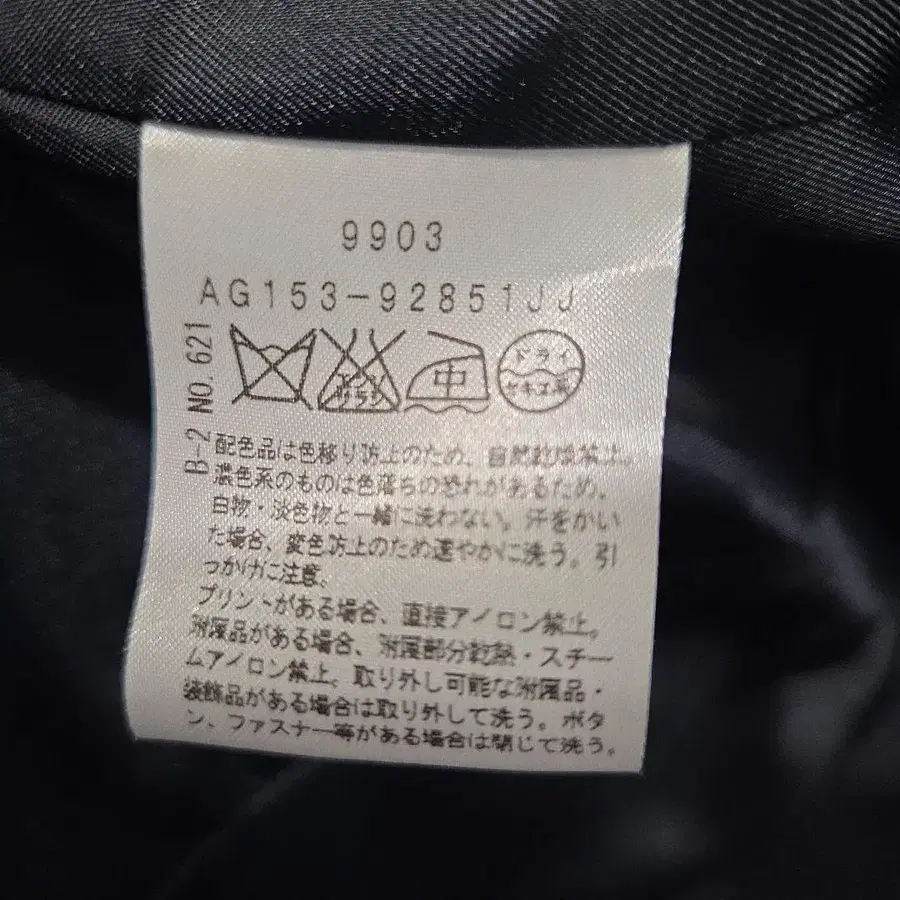 9903
AG153-92851JJ
B-2 NO. 621
エンソ
サラシ
中
ドライ
セキユ系
配色品は色移り防止のため、自然乾燥禁止。
濃色系のものは色落ちの恐れがあるため、
白物・淡色物と一緒に洗わない。汗をかい
た場合、変色防止のため速やかに洗う。引
っかけに注意。
プリントがある場合、直接アイロン禁止。
附属品がある場合、附属部分乾熱・スチー
ムアイロン禁止。取り外し可能な附属品・
装飾品がある場合は取り外して洗う。ボタ
ン、ファスナー等がある場合は閉じて洗う。